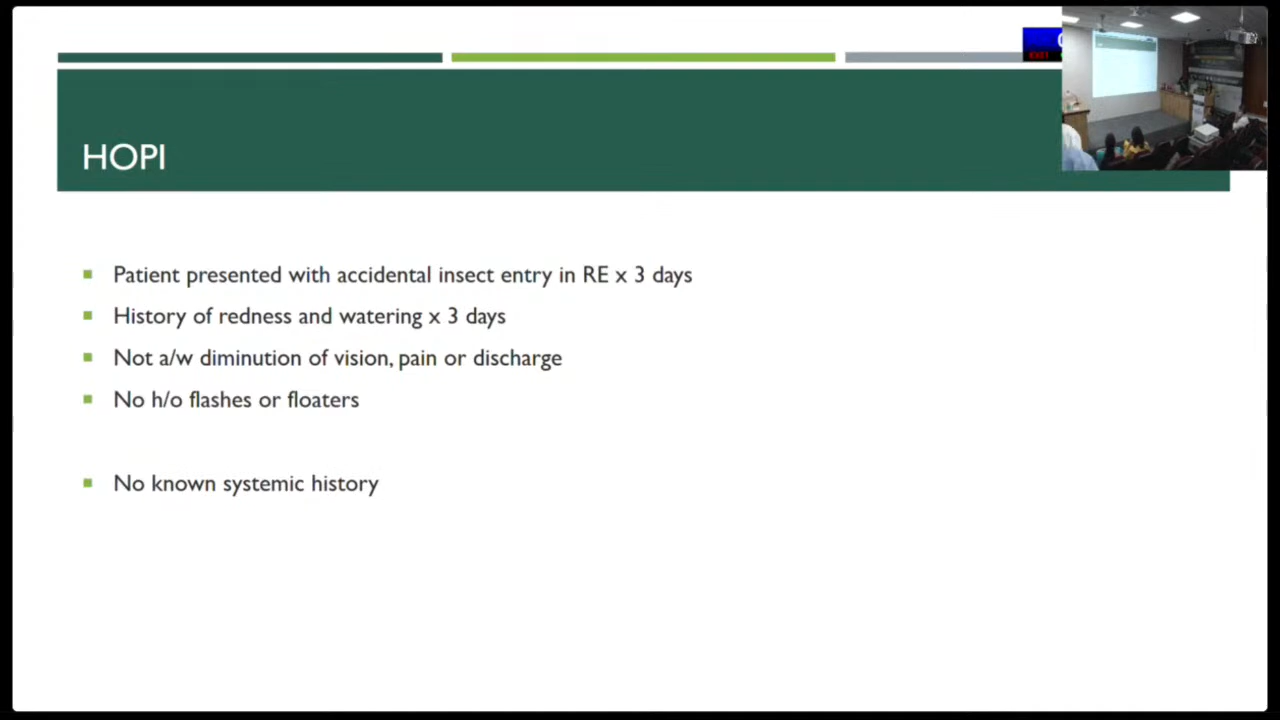 HOPI
Patient presented with accidental insect entry in RE x 3 days
History of redness and watering x 3 days
Not a/w diminution of vision, pain or discharge
No h/o flashes or floaters
No known systemic history